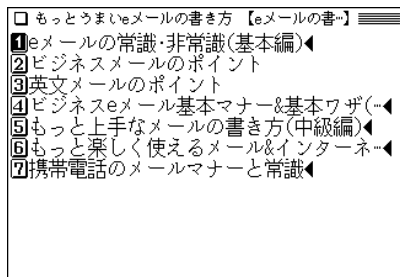 もっとうまいeメールの書き方 【eメールの書…】
1 eメールの常識・非常識(基本編)◀
2 ビジネスメールのポイント
3 英文メールのポイント
4 ビジネスeメール基本マナー&基本ワザ(…◀
5 もっと上手なメールの書き方(中級編)◀
6 もっと楽しく使えるメール&インターネ…◀
7 携帯電話のメールマナーと常識◀